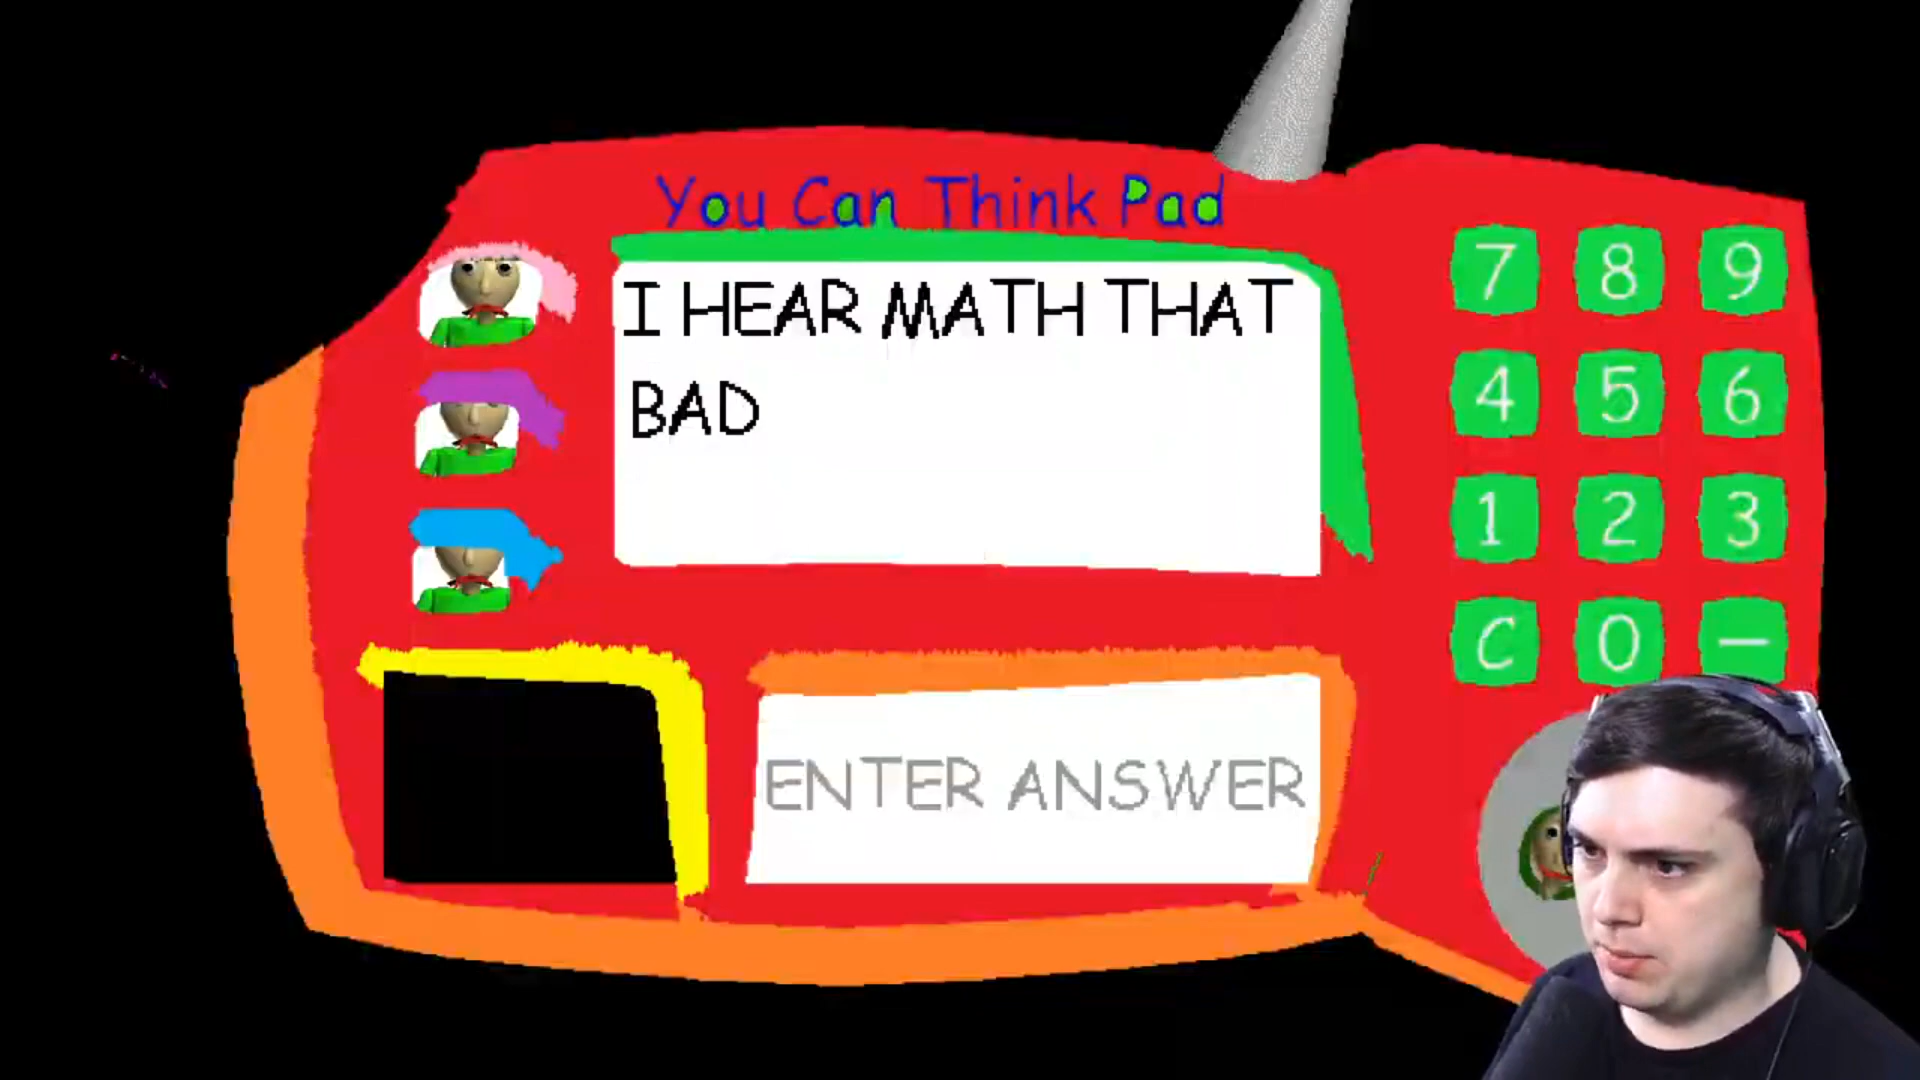 You Can Think Pad
I HEAR MATH THAT
BAD
7 8 9
4 5 6
1 2 3
C 0 —
ENTER ANSWER